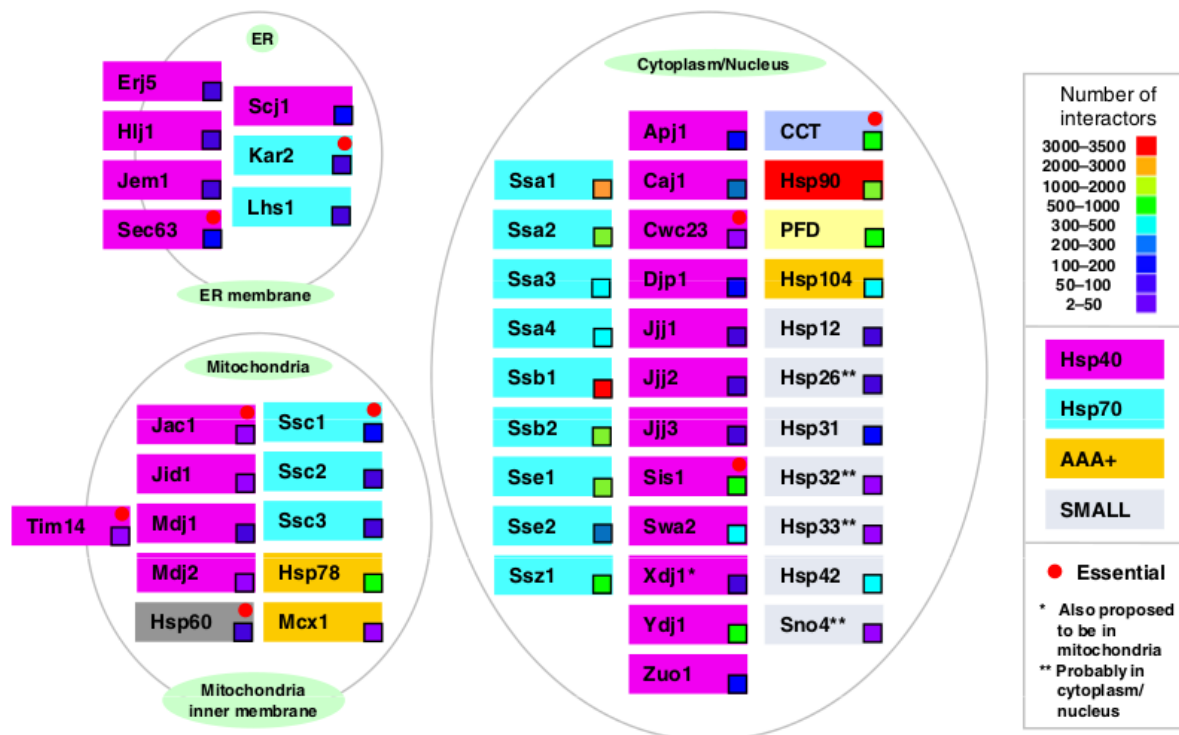 ER
Erj5
Hlj1
Jem1
Sec63
Scj1
Kar2
Lhs1
ER membrane
Mitochondria
Jac1
Jid1
Tim14
Mdj1
Mdj2
Hsp60
Ssc1
Ssc2
Ssc3
Hsp78
Mcx1
Mitochondria
inner membrane
Cytoplasm/Nucleus
Ssa1
Ssa2
Ssa3
Ssa4
Ssb1
Ssb2
Sse1
Sse2
Ssz1
Apj1
Caj1
Cwc23
Djp1
Jjj1
Jjj2
Jjj3
Sis1
Swa2
Xdj1*
Ydj1
Zuo1
CCT
Hsp90
PFD
Hsp104
Hsp12
Hsp26**
Hsp31
Hsp32**
Hsp33**
Hsp42
Sno4**
Number of
interactors
3000–3500
2000–3000
1000–2000
500–1000
300–500
200–300
100–200
50–100
2–50
Hsp40
Hsp70
AAA+
SMALL
Essential
* Also proposed
to be in
mitochondria
** Probably in
cytoplasm/
nucleus